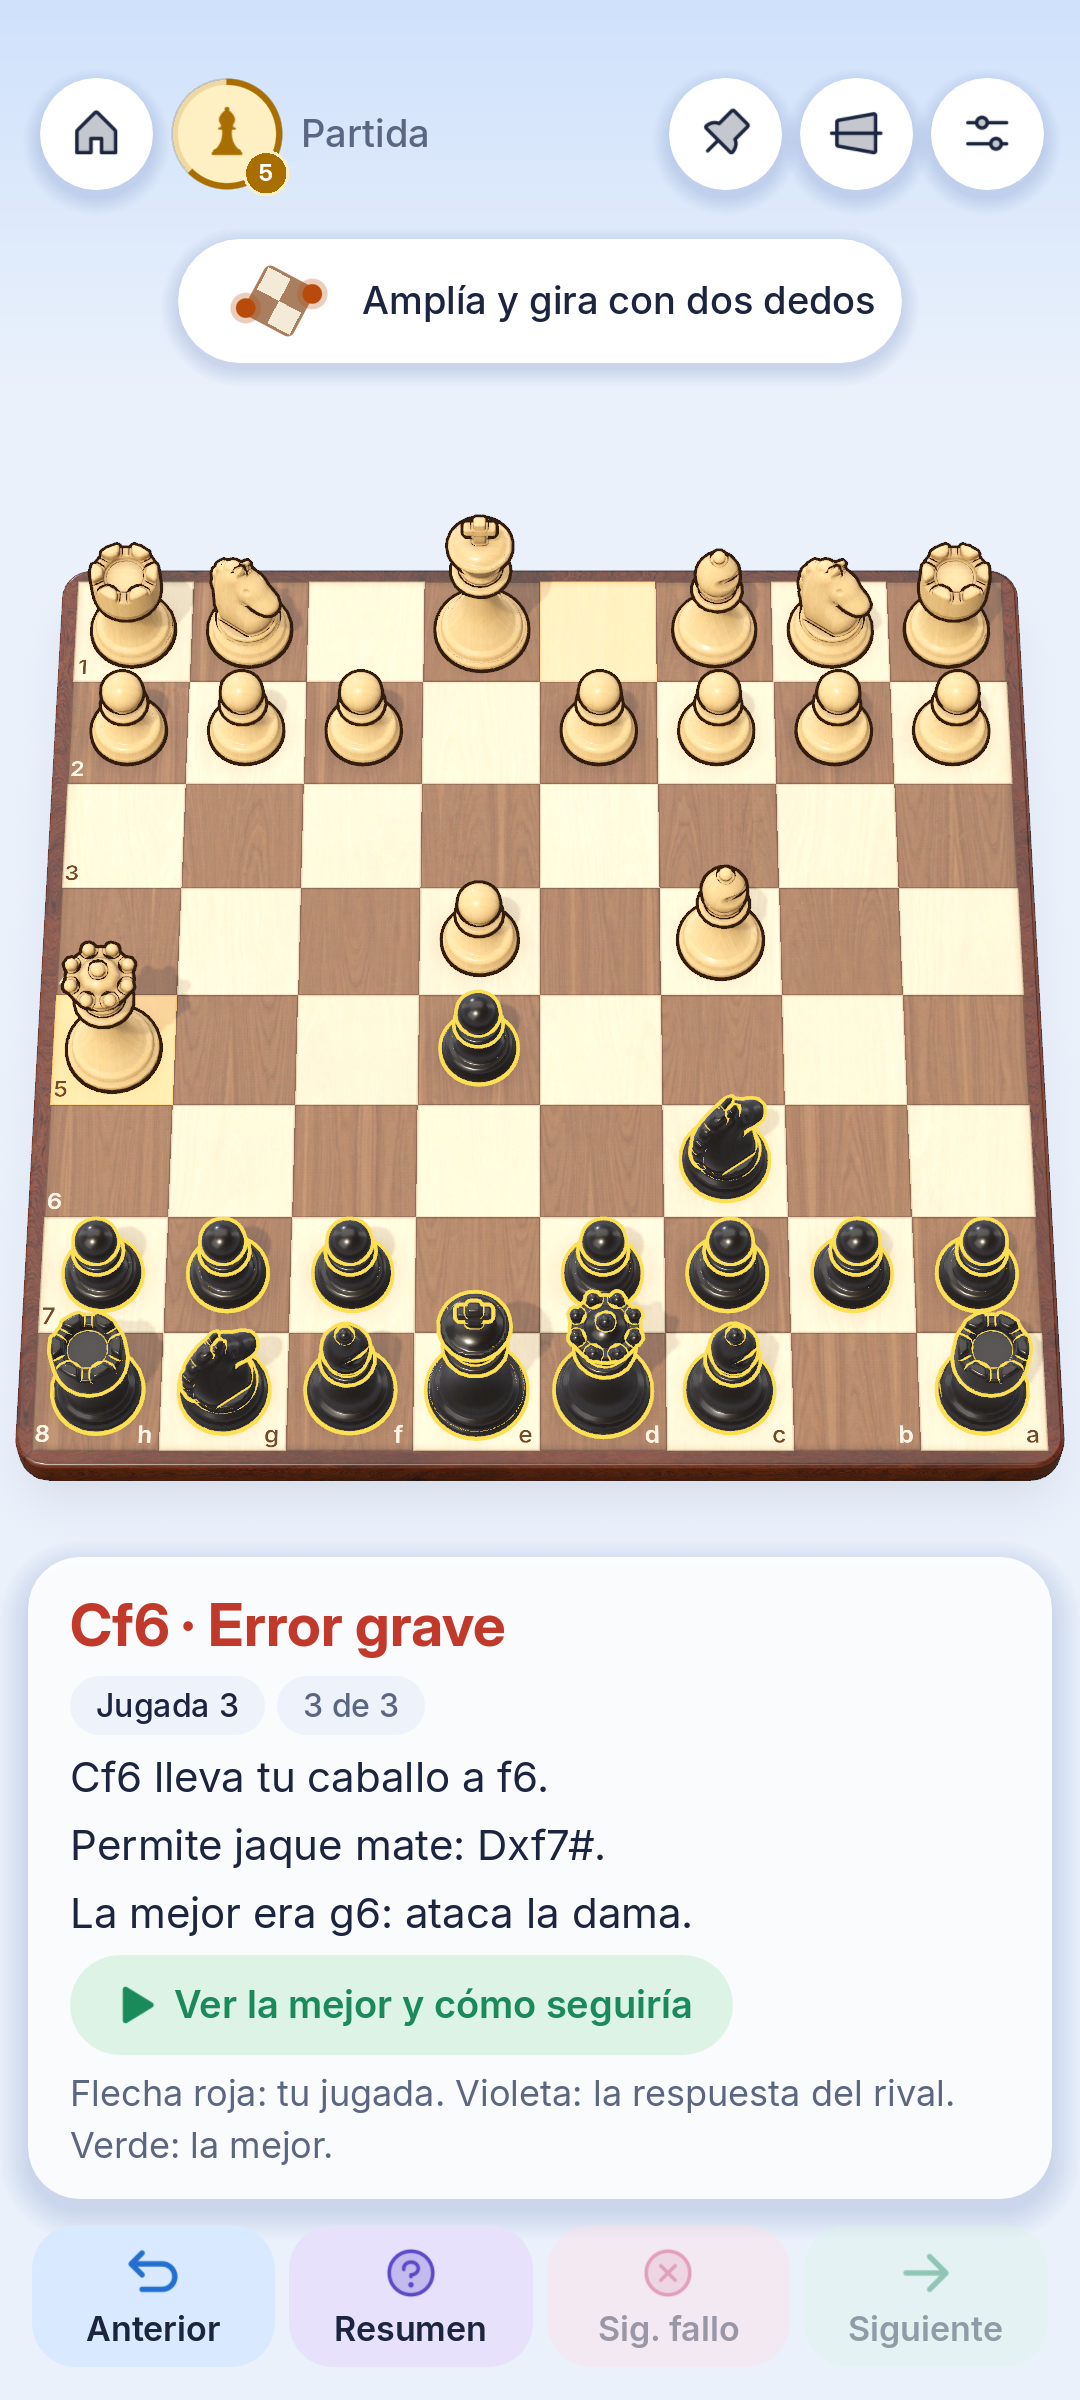 Partida
5
Amplía y gira con dos dedos
1
2
3
5
6
7
8 h g f e d c b a
Cf6 · Error grave
Jugada 3 3 de 3
Cf6 lleva tu caballo a f6.
Permite jaque mate: Dxf7#.
La mejor era g6: ataca la dama.
Ver la mejor y cómo seguiría
Flecha roja: tu jugada. Violeta: la respuesta del rival.
Verde: la mejor.
Anterior Resumen Sig. fallo Siguiente